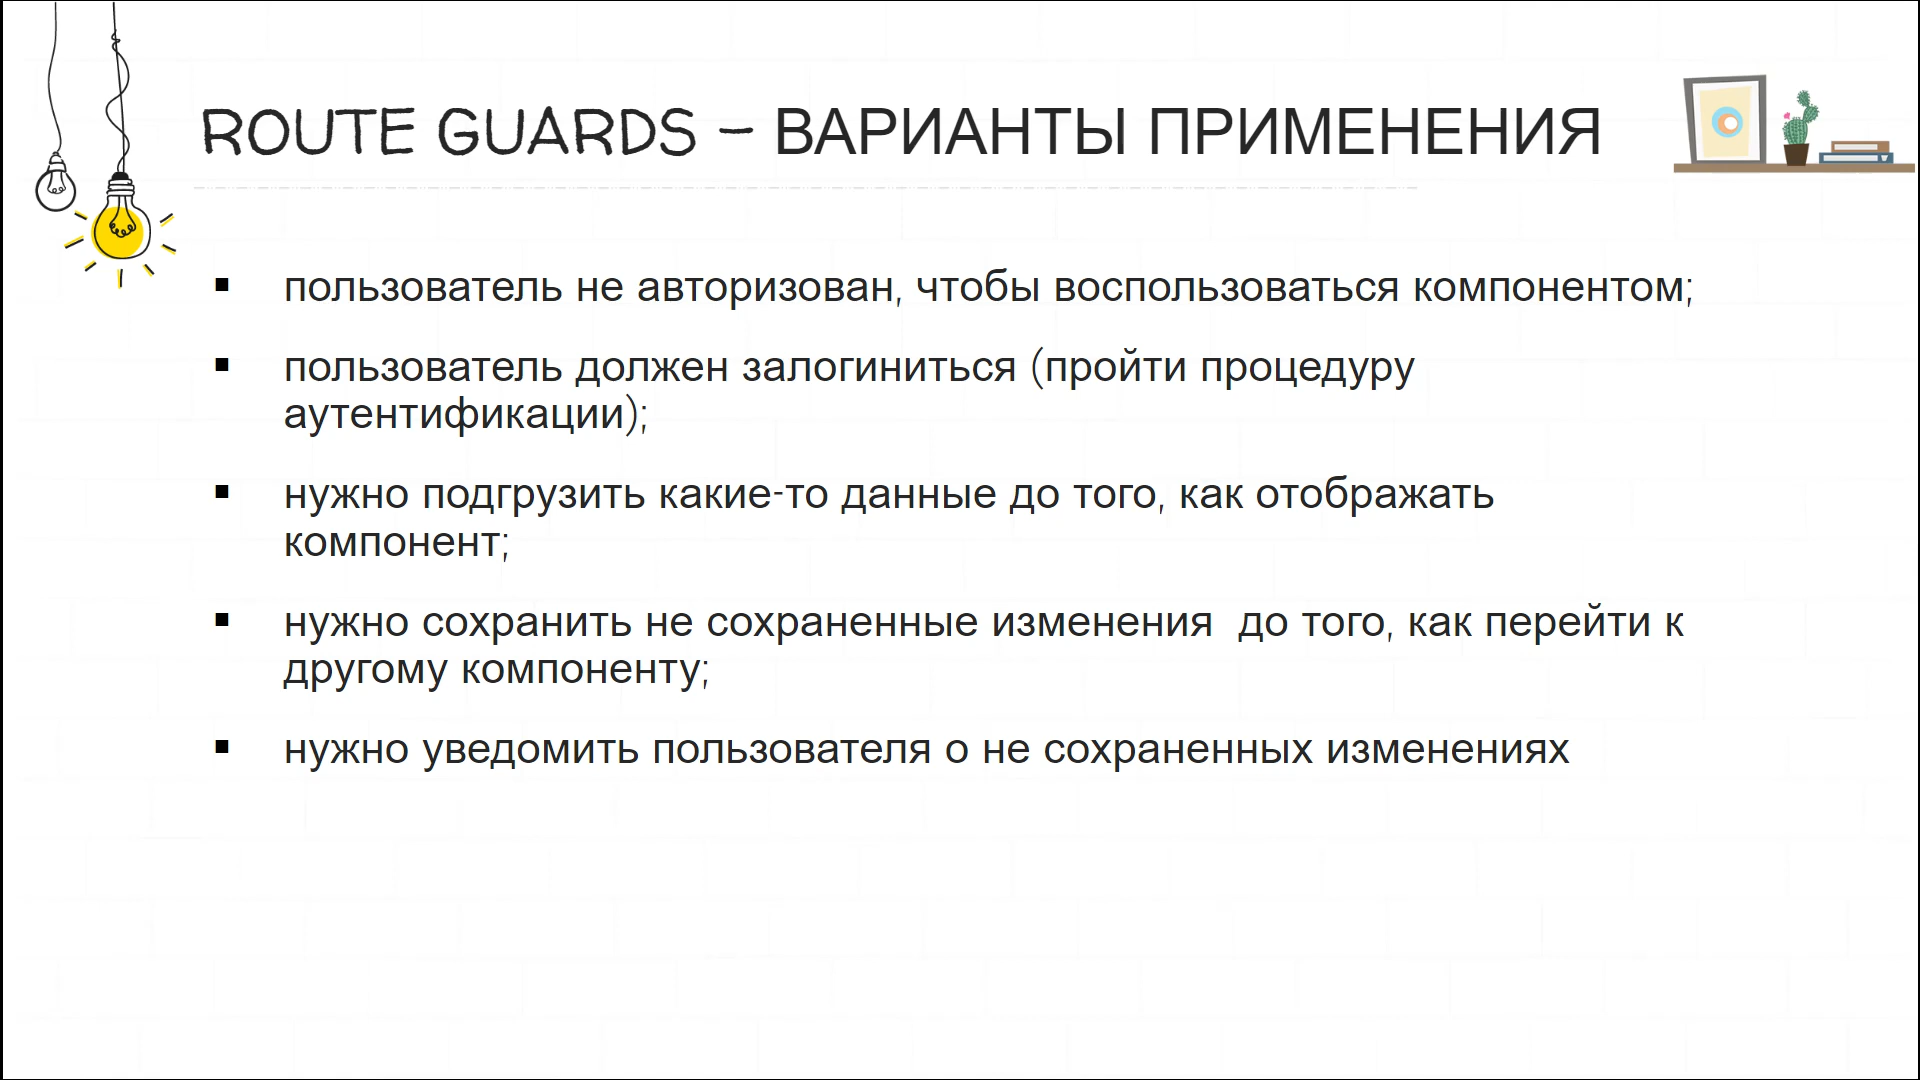 ROUTE GUARDS – ВАРИАНТЫ ПРИМЕНЕНИЯ
▪ пользователь не авторизован, чтобы воспользоваться компонентом;
▪ пользователь должен залогиниться (пройти процедуру
аутентификации);
▪ нужно подгрузить какие-то данные до того, как отображать
компонент;
▪ нужно сохранить не сохраненные изменения  до того, как перейти к
другому компоненту;
▪ нужно уведомить пользователя о не сохраненных изменениях